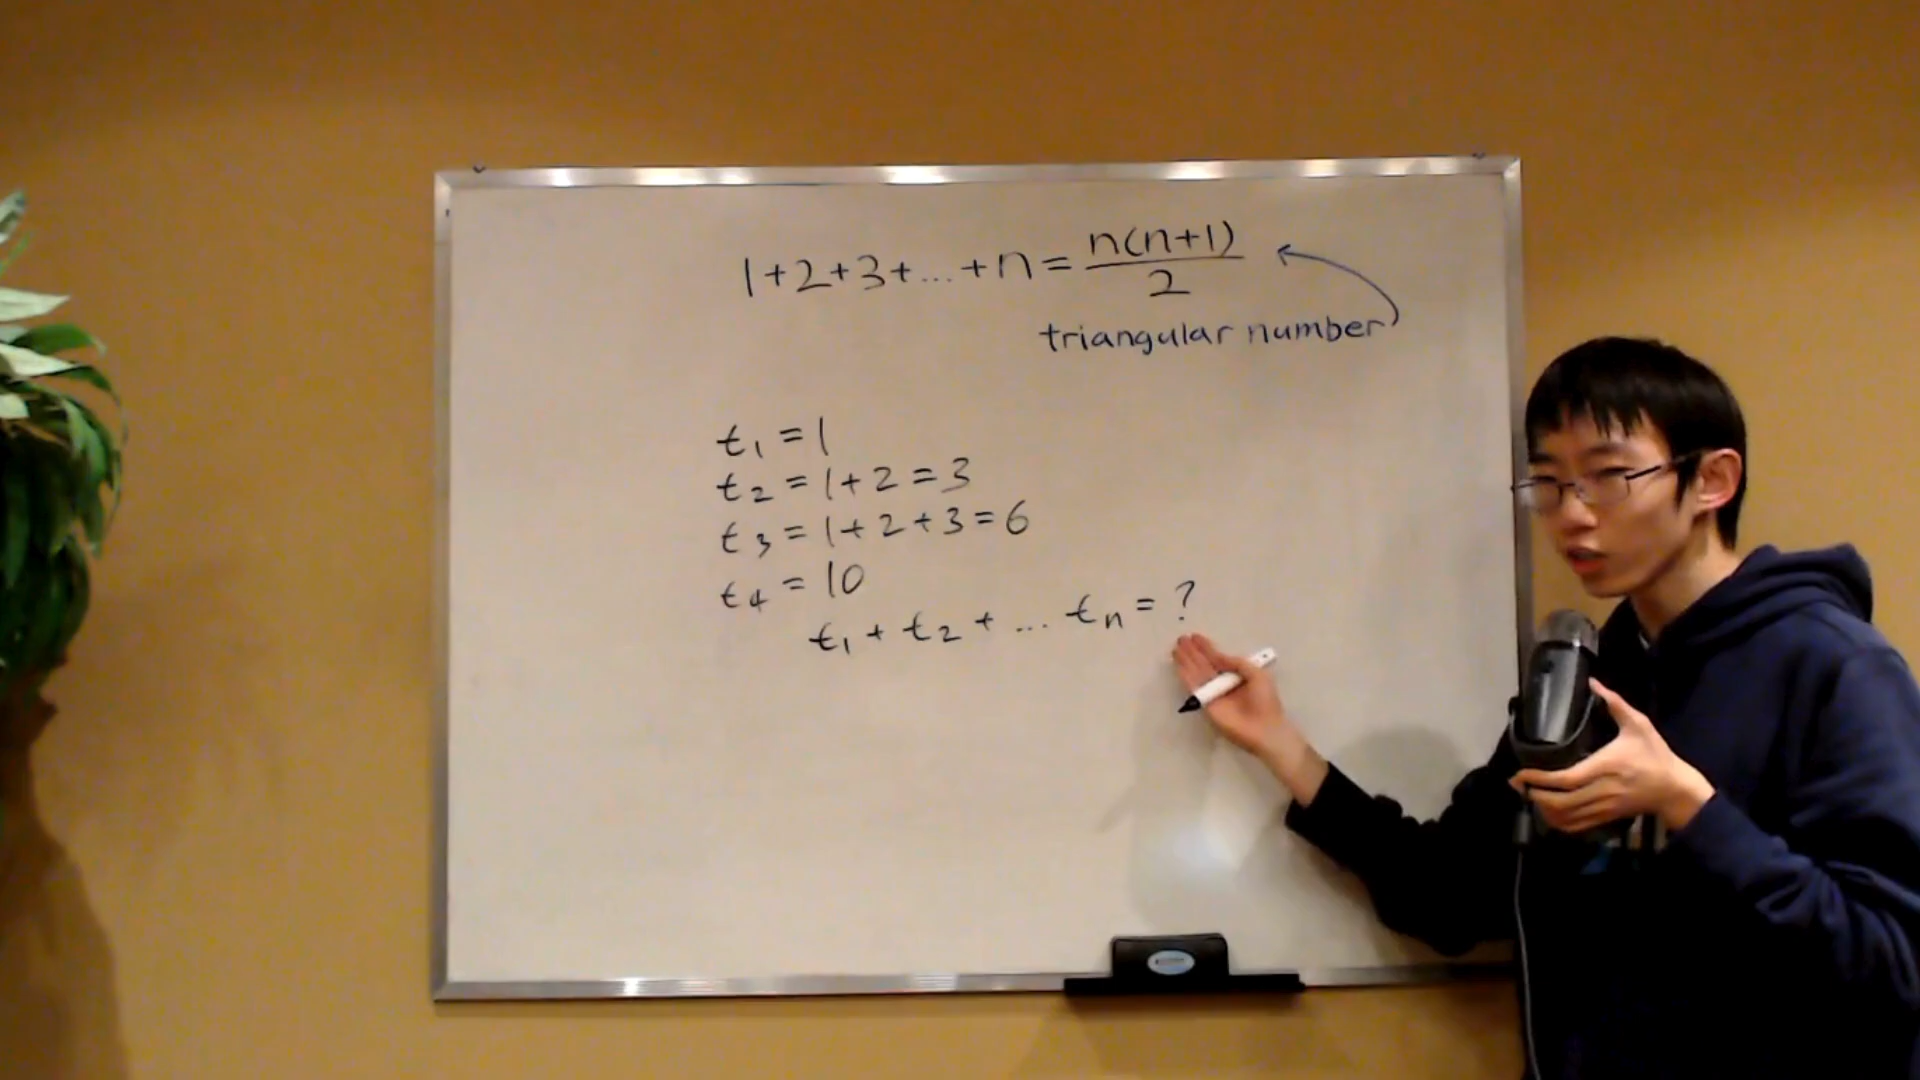 1+2+3+...+n = n(n+1)/2
triangular number
t₁ = 1
t₂ = 1+2 = 3
t₃ = 1+2+3 = 6
t₄ = 10
t₁ + t₂ + ... tₙ = ?